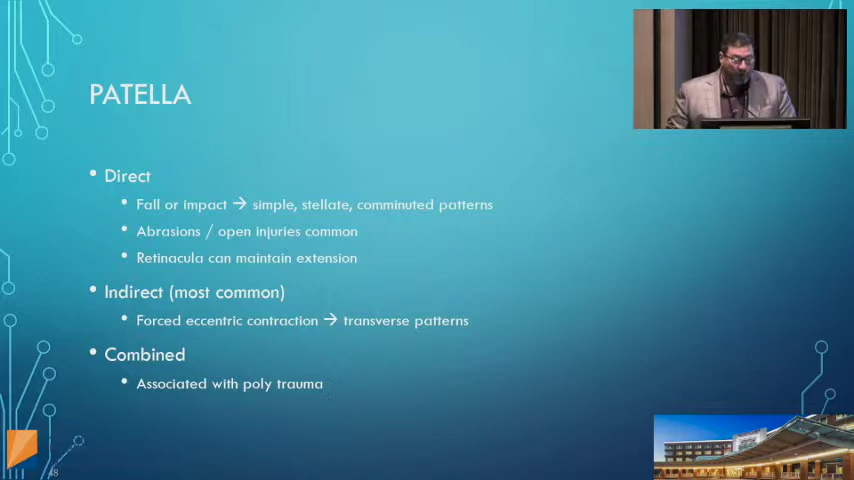 PATELLA
• Direct
• Fall or impact → simple, stellate, comminuted patterns
• Abrasions / open injuries common
• Retinacula can maintain extension
• Indirect (most common)
• Forced eccentric contraction → transverse patterns
• Combined
• Associated with poly trauma
48